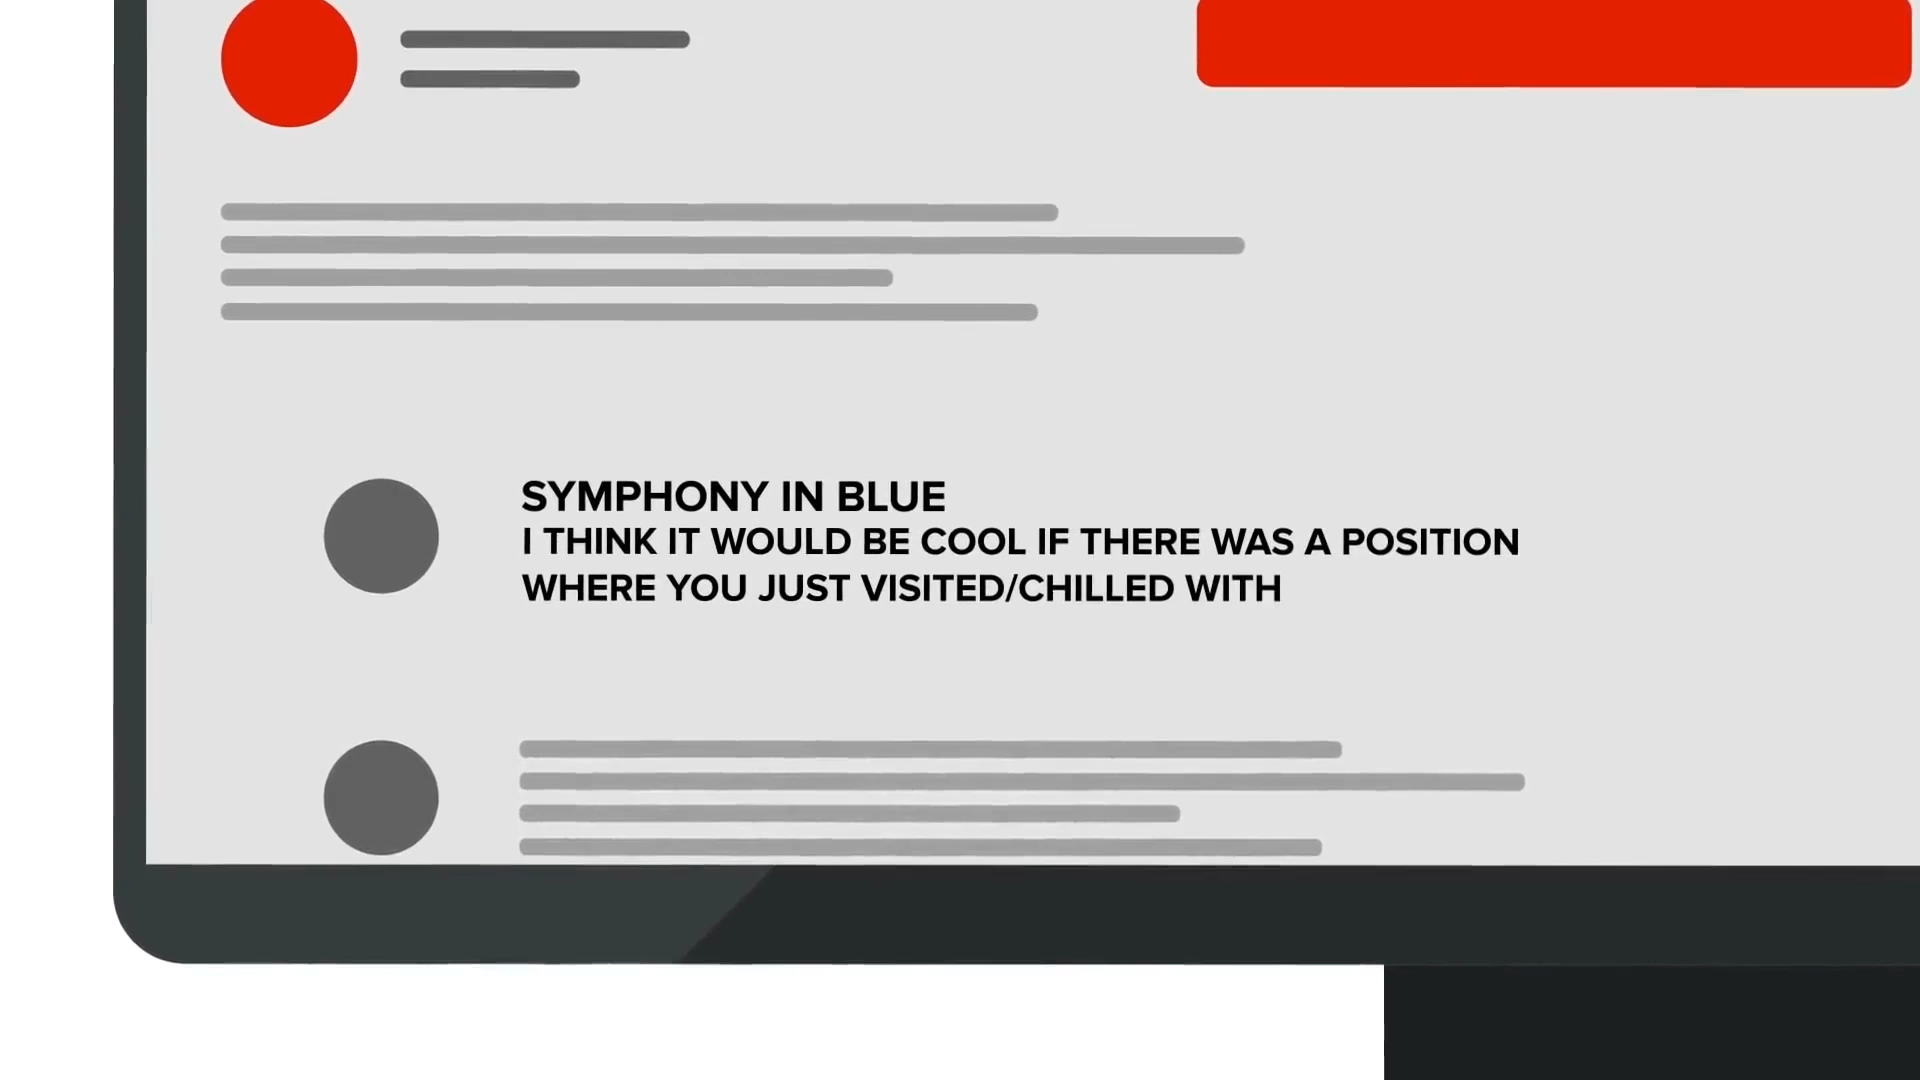 SYMPHONY IN BLUE
I THINK IT WOULD BE COOL IF THERE WAS A POSITION
WHERE YOU JUST VISITED/CHILLED WITH